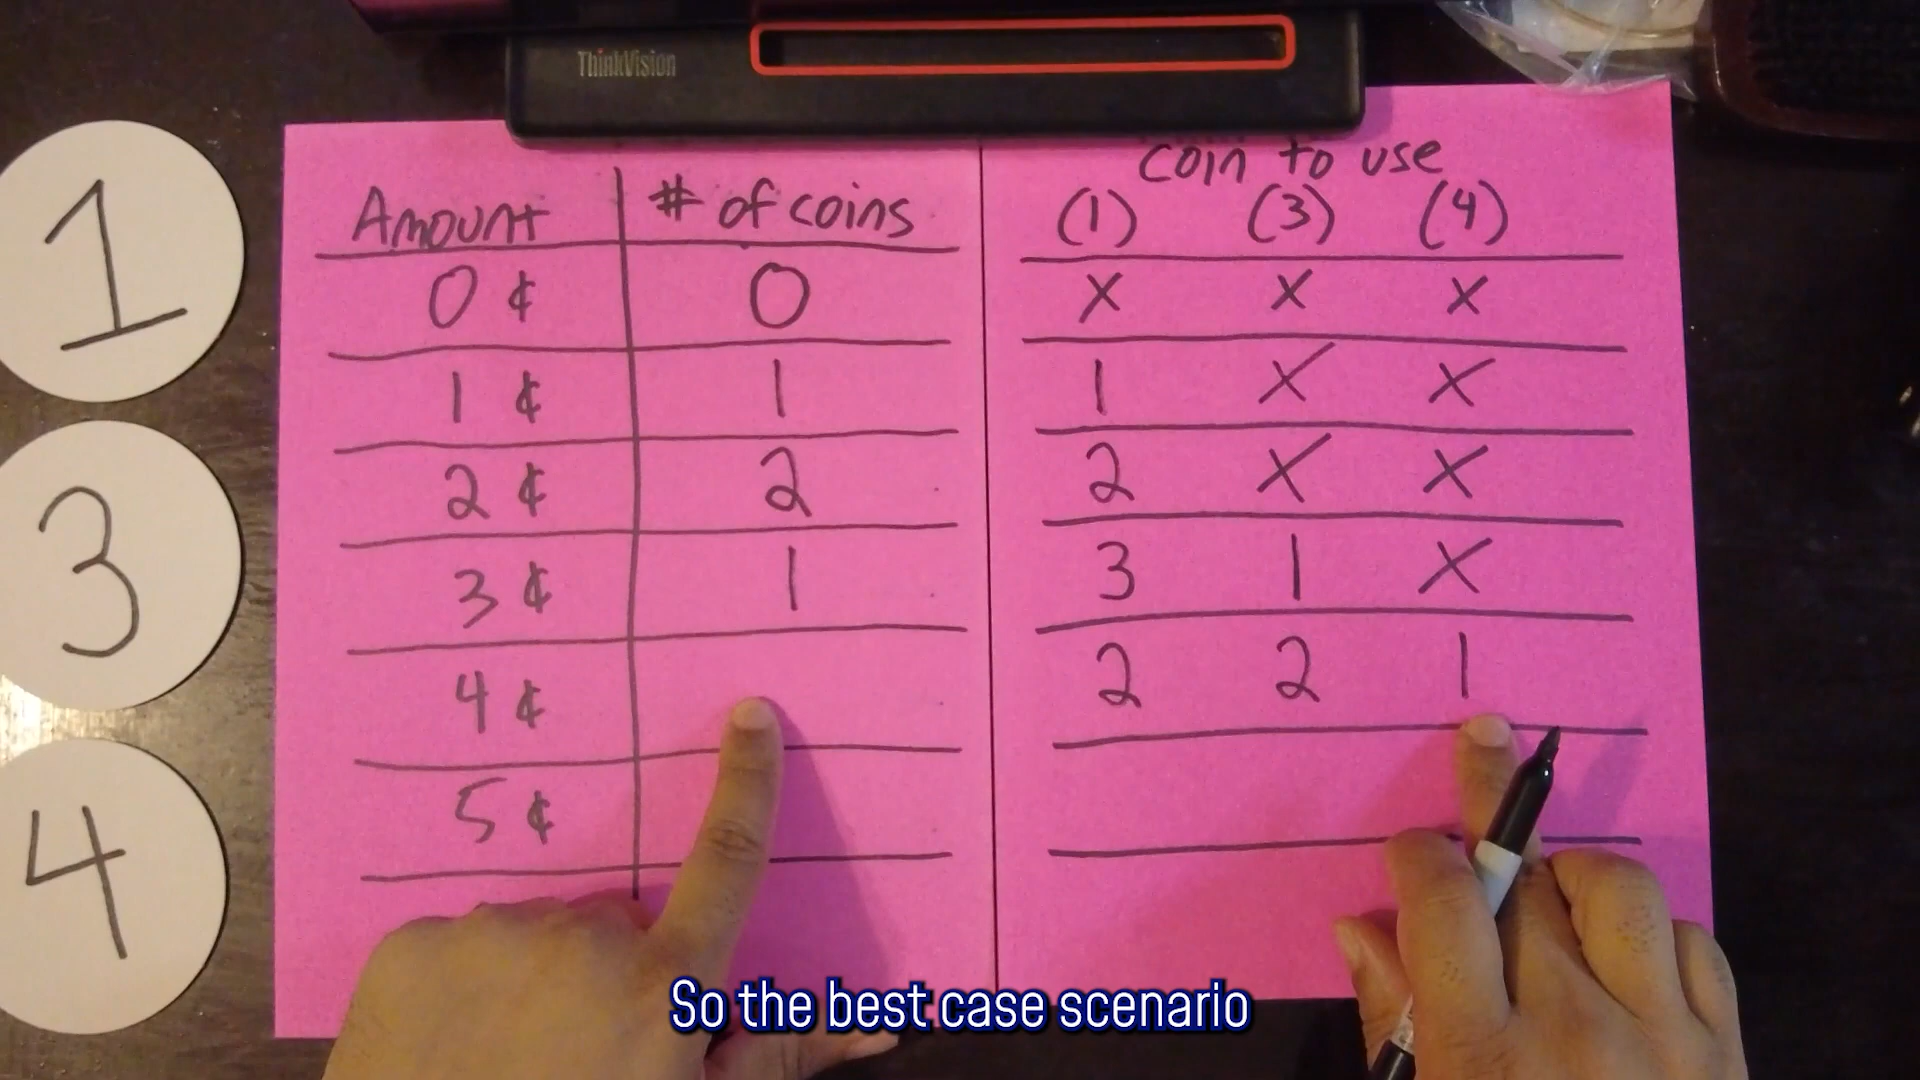 ThinkVision
coin to use
Amount # of coins (1) (3) (4)
0 ¢ 0 X X X
1 ¢ 1 1 X X
2 ¢ 2 2 X X
3 ¢ 1 3 1 X
4 ¢ 2 2 1
5 ¢
1
3
4
So the best case scenario